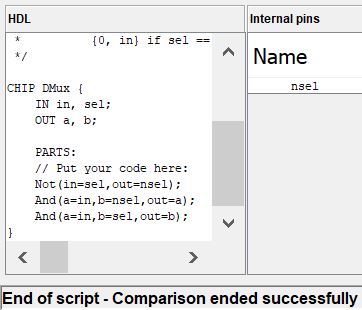 HDL
Internal pins
 *          {0, in} if sel ==
 */
CHIP DMux {
    IN in, sel;
    OUT a, b;
    PARTS:
    // Put your code here:
    Not(in=sel,out=nsel);
    And(a=in,b=nsel,out=a);
    And(a=in,b=sel,out=b);
}
Name
nsel
End of script - Comparison ended successfully